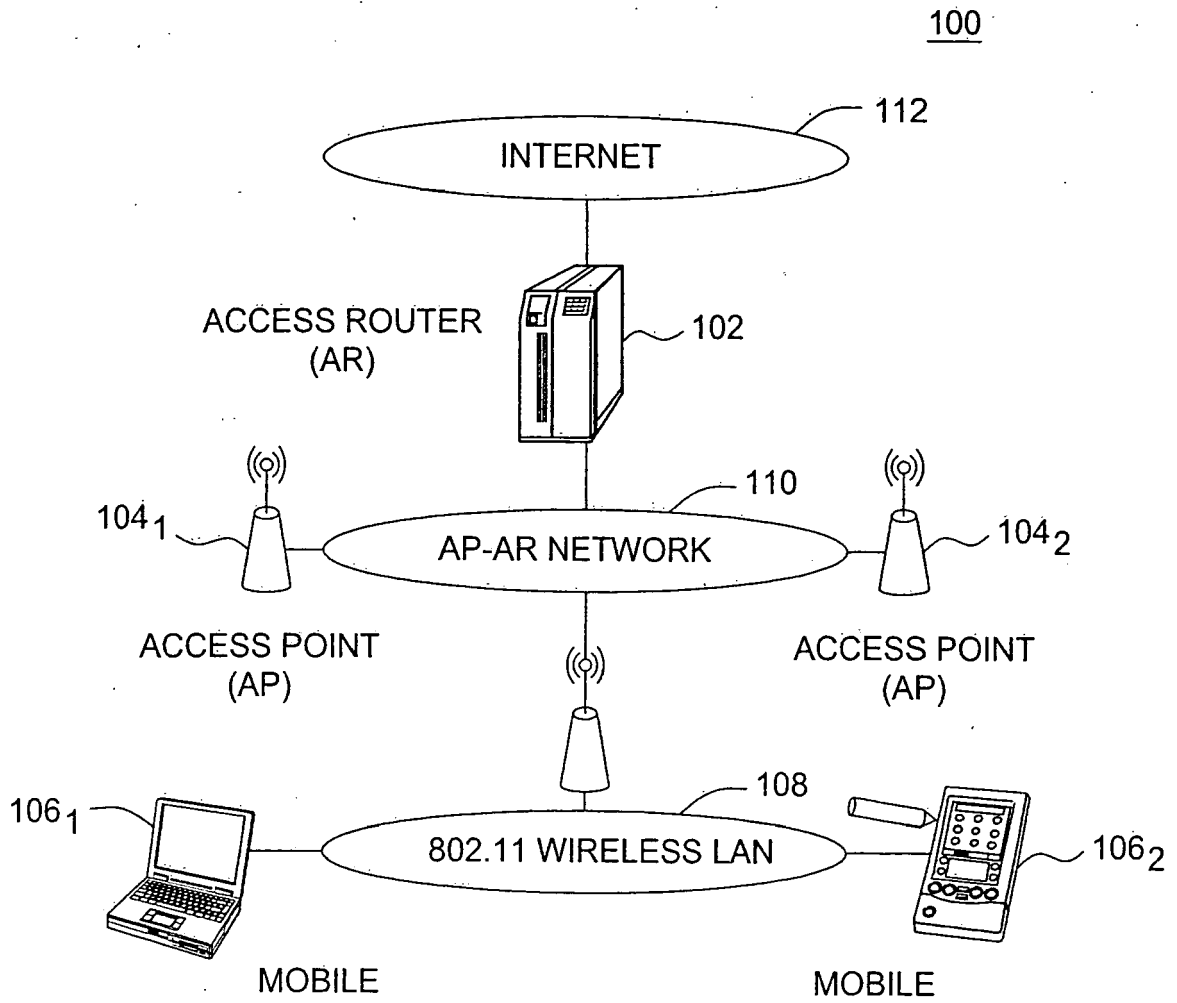 100
112
INTERNET
ACCESS ROUTER
(AR)
102
110
104 1
AP-AR NETWORK
104 2
ACCESS POINT
(AP)
ACCESS POINT
(AP)
108
106 1
802.11 WIRELESS LAN
106 2
MOBILE
MOBILE